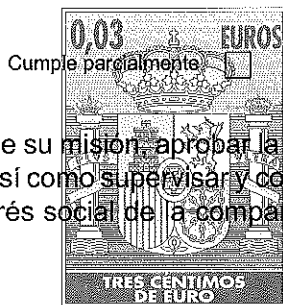 0,03 EUROS
Cumple parcialmente
e su misión, aprobar la
sí como supervisar y co
rés social de la compañ
TRES CÉNTIMOS
DE EURO